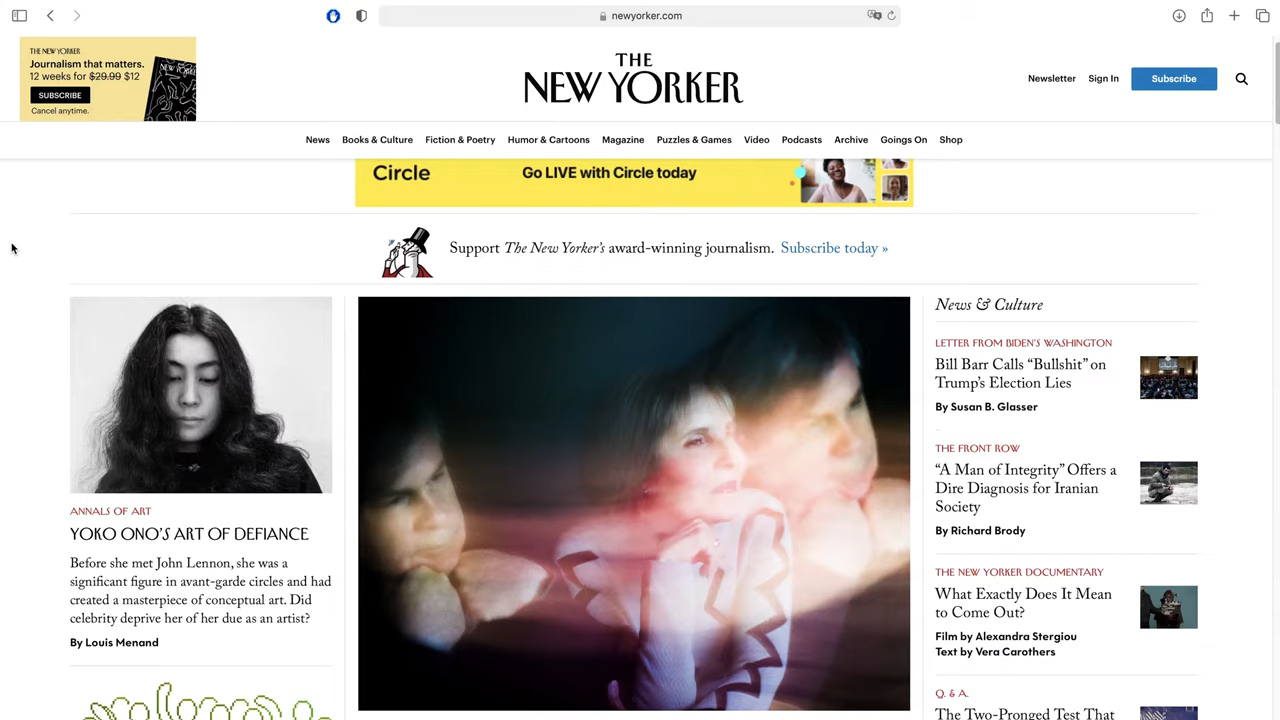 newyorker.com
THE NEW YORKER
Journalism that matters.
12 weeks for $29.99 $12
SUBSCRIBE
Cancel anytime.
THE
NEW YORKER
Newsletter
Sign In
Subscribe
News
Books & Culture
Fiction & Poetry
Humor & Cartoons
Magazine
Puzzles & Games
Video
Podcasts
Archive
Goings On
Shop
Circle
Go LIVE with Circle today
Support The New Yorker's award-winning journalism. Subscribe today »
ANNALS OF ART
YOKO ONO'S ART OF DEFIANCE
Before she met John Lennon, she was a
significant figure in avant-garde circles and had
created a masterpiece of conceptual art. Did
celebrity deprive her of her due as an artist?
By Louis Menand
News & Culture
LETTER FROM BIDEN'S WASHINGTON
Bill Barr Calls “Bullshit” on
Trump's Election Lies
By Susan B. Glasser
THE FRONT ROW
“A Man of Integrity” Offers a
Dire Diagnosis for Iranian
Society
By Richard Brody
THE NEW YORKER DOCUMENTARY
What Exactly Does It Mean
to Come Out?
Film by Alexandra Stergiou
Text by Vera Carothers
Q. & A.
The Two-Pronged Test That